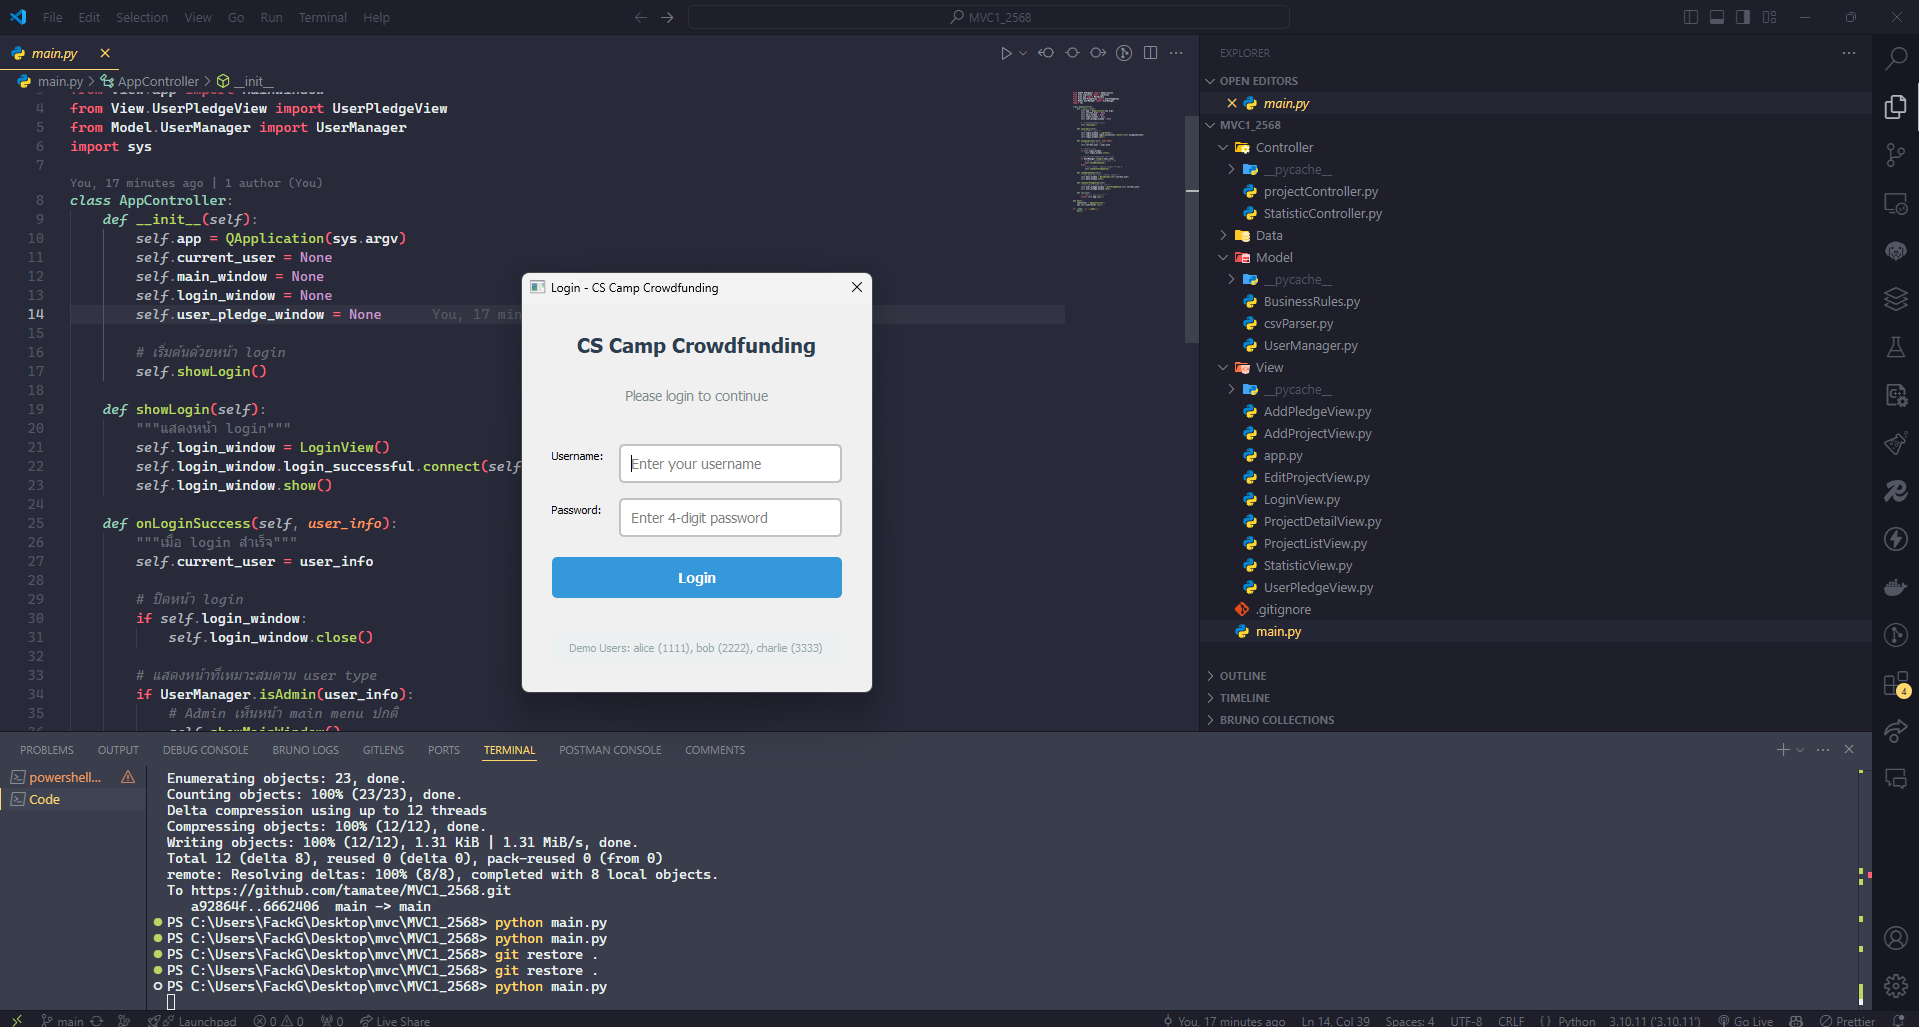 File Edit Selection View Go Run Terminal Help
MVC1_2568
main.py
main.py > AppController > __init__
4 from View.UserPledgeView import UserPledgeView
5 from Model.UserManager import UserManager
6 import sys
7
You, 17 minutes ago | 1 author (You)
8 class AppController:
9 def __init__(self):
10 self.app = QApplication(sys.argv)
11 self.current_user = None
12 self.main_window = None
13 self.login_window = None
14 self.user_pledge_window = None You, 17 min
15
16 # เริ่มต้นด้วยหน้า login
17 self.showLogin()
18
19 def showLogin(self):
20 """แสดงหน้า login"""
21 self.login_window = LoginView()
22 self.login_window.login_successful.connect(self
23 self.login_window.show()
24
25 def onLoginSuccess(self, user_info):
26 """เมื่อ login สำเร็จ"""
27 self.current_user = user_info
28
29 # ปิดหน้า login
30 if self.login_window:
31 self.login_window.close()
32
33 # แสดงหน้าที่เหมาะสมตาม user type
34 if UserManager.isAdmin(user_info):
35 # Admin เห็นหน้า main menu ปกติ
Login - CS Camp Crowdfunding
CS Camp Crowdfunding
Please login to continue
Username: Enter your username
Password: Enter 4-digit password
Login
Demo Users: alice (1111), bob (2222), charlie (3333)
EXPLORER
OPEN EDITORS
main.py
MVC1_2568
Controller
__pycache__
projectController.py
StatisticController.py
Data
Model
__pycache__
BusinessRules.py
csvParser.py
UserManager.py
View
__pycache__
AddPledgeView.py
AddProjectView.py
app.py
EditProjectView.py
LoginView.py
ProjectDetailView.py
ProjectListView.py
StatisticView.py
UserPledgeView.py
.gitignore
main.py
OUTLINE
TIMELINE
BRUNO COLLECTIONS
4
PROBLEMS OUTPUT DEBUG CONSOLE BRUNO LOGS GITLENS PORTS TERMINAL POSTMAN CONSOLE COMMENTS
powershell...
Code
Enumerating objects: 23, done.
Counting objects: 100% (23/23), done.
Delta compression using up to 12 threads
Compressing objects: 100% (12/12), done.
Writing objects: 100% (12/12), 1.31 KiB | 1.31 MiB/s, done.
Total 12 (delta 8), reused 0 (delta 0), pack-reused 0 (from 0)
remote: Resolving deltas: 100% (8/8), completed with 8 local objects.
To https://github.com/tamatee/MVC1_2568.git
a92864f..6662406 main -> main
PS C:\Users\FackG\Desktop\mvc\MVC1_2568> python main.py
PS C:\Users\FackG\Desktop\mvc\MVC1_2568> python main.py
PS C:\Users\FackG\Desktop\mvc\MVC1_2568> git restore .
PS C:\Users\FackG\Desktop\mvc\MVC1_2568> git restore .
PS C:\Users\FackG\Desktop\mvc\MVC1_2568> python main.py
main Launchpad 0 0 0 Live Share You, 17 minutes ago Ln 14, Col 39 Spaces: 4 UTF-8 CRLF Python 3.10.11 ('3.10.11') Go Live Prettier